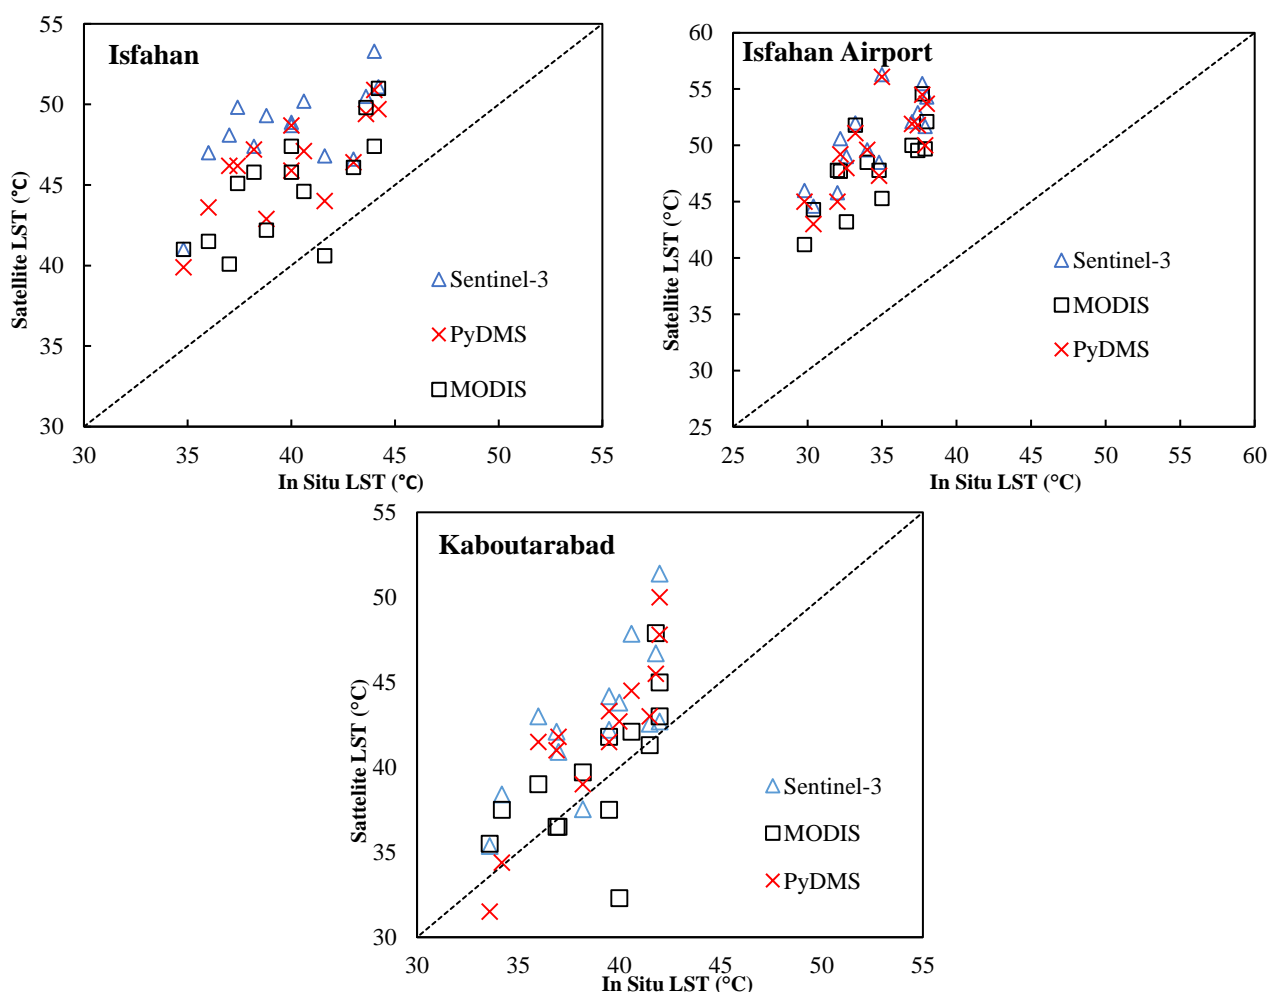 Isfahan
55
50
45
40
35
30
30
35
40
45
50
55
Satellite LST (°C)
In Situ LST (°C)
Sentinel-3
PyDMS
MODIS
Isfahan Airport
60
55
50
45
40
35
30
25
25
30
35
40
45
50
55
60
Satellite LST (°C)
In Situ LST (°C)
Sentinel-3
MODIS
PyDMS
Kaboutarabad
55
50
45
40
35
30
30
35
40
45
50
55
Sattelite LST (°C)
In Situ LST (°C)
Sentinel-3
MODIS
PyDMS